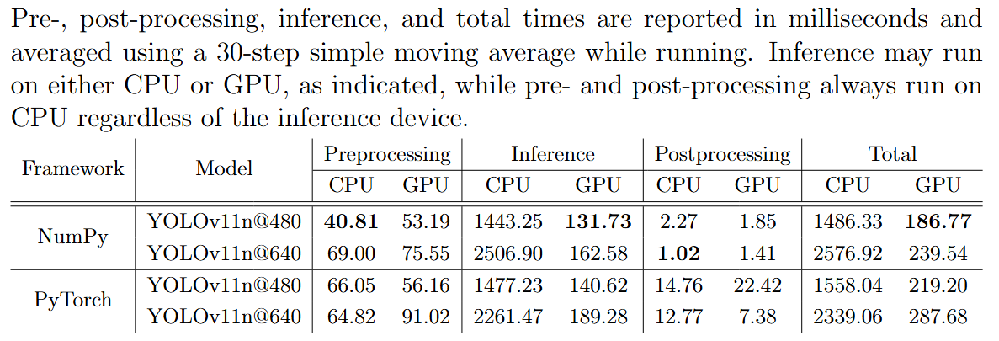 Pre-, post-processing, inference, and total times are reported in milliseconds and
averaged using a 30-step simple moving average while running. Inference may run
on either CPU or GPU, as indicated, while pre- and post-processing always run on
CPU regardless of the inference device.
Framework Model Preprocessing Inference Postprocessing Total
CPU GPU CPU GPU CPU GPU CPU GPU
NumPy YOLOv11n@480 40.81 53.19 1443.25 131.73 2.27 1.85 1486.33 186.77
YOLOv11n@640 69.00 75.55 2506.90 162.58 1.02 1.41 2576.92 239.54
PyTorch YOLOv11n@480 66.05 56.16 1477.23 140.62 14.76 22.42 1558.04 219.20
YOLOv11n@640 64.82 91.02 2261.47 189.28 12.77 7.38 2339.06 287.68